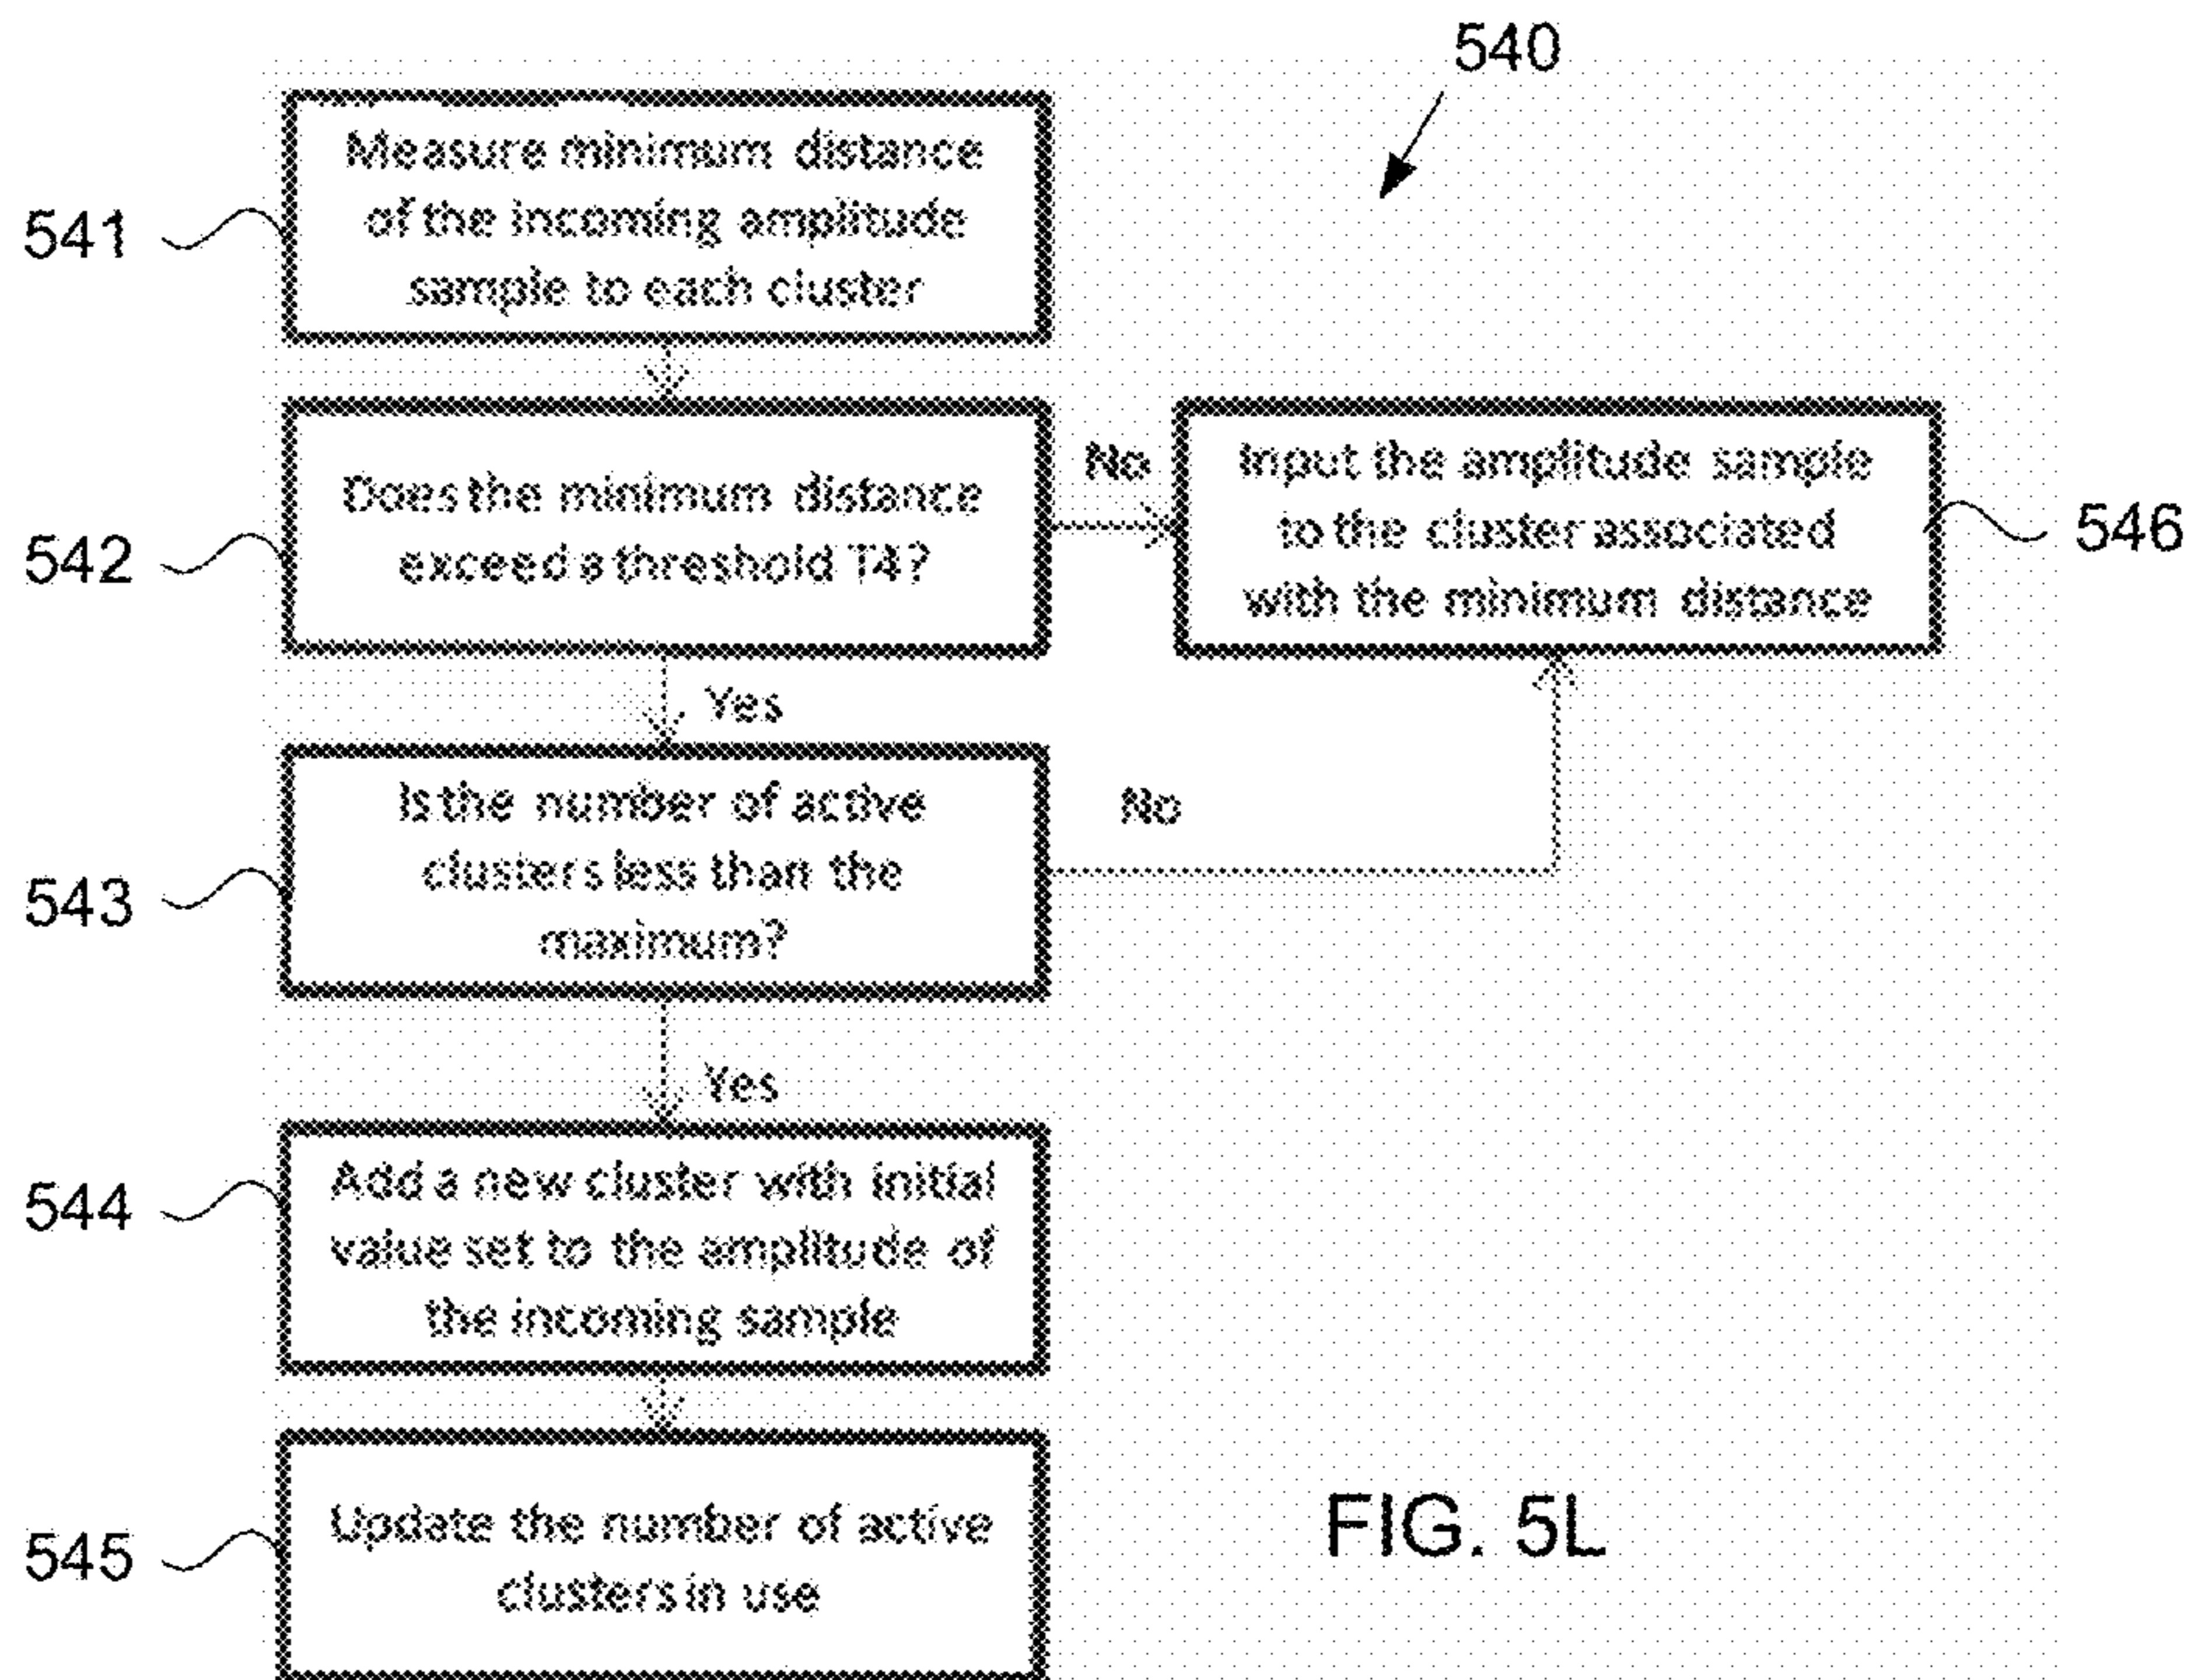 540
541
Measure minimum distance
of the incoming amplitude
sample to each cluster
542
Does the minimum distance
exceed a threshold T4?
No
Input the amplitude sample
to the cluster associated
with the minimum distance
546
Yes
543
Is the number of active
clusters less than the
maximum?
No
Yes
544
Add a new cluster with initial
value set to the amplitude of
the incoming sample
545
Update the number of active
clusters in use
FIG. 5L